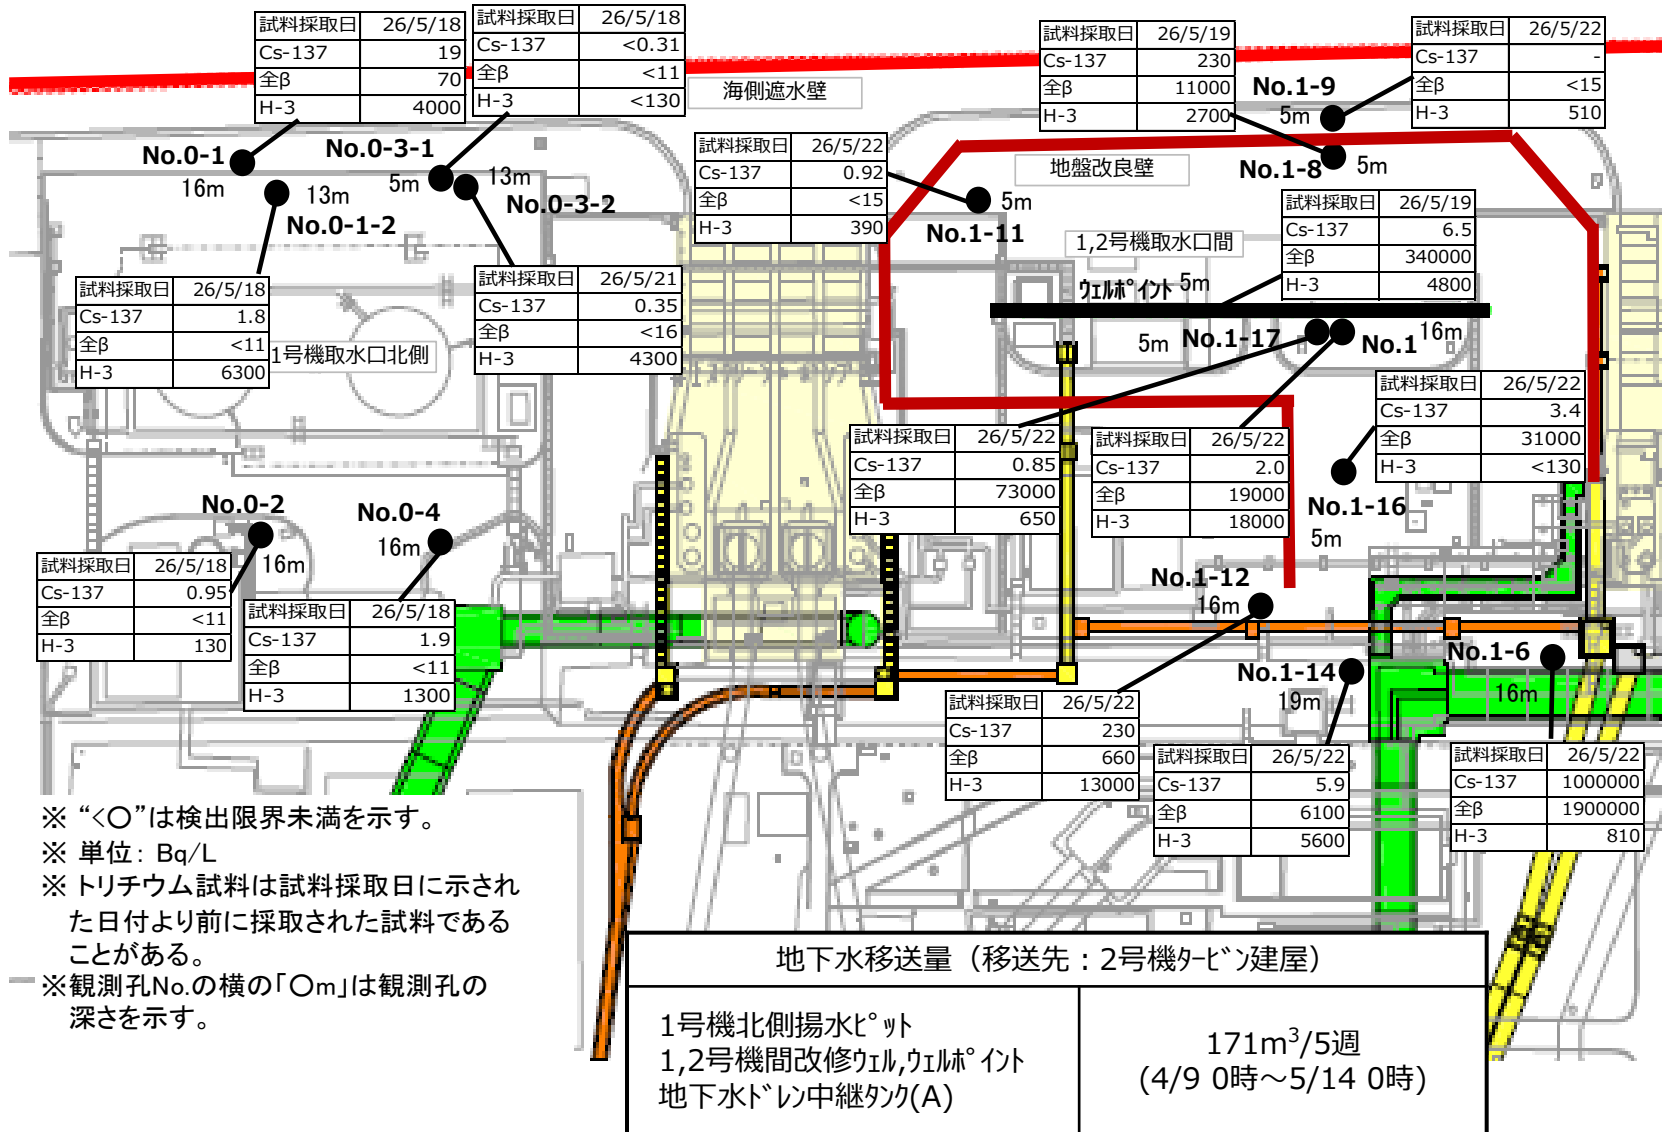 試料採取日 26/5/18
Cs-137 19
全β 70
H-3 4000
試料採取日 26/5/18
Cs-137 <0.31
全β <11
H-3 <130
海側遮水壁
試料採取日 26/5/19
Cs-137 230
全β 11000
H-3 2700
試料採取日 26/5/22
Cs-137 -
全β <15
H-3 510
No.1-9
5m
No.0-1
16m
No.0-3-1
5m
13m
No.0-1-2
13m
No.0-3-2
試料採取日 26/5/22
Cs-137 0.92
全β <15
H-3 390
5m
No.1-11
地盤改良壁
No.1-8
5m
試料採取日 26/5/19
Cs-137 6.5
全β 340000
H-3 4800
1,2号機取水口間
ウェルポイント 5m
試料採取日 26/5/18
Cs-137 1.8
全β <11
H-3 6300
1号機取水口北側
試料採取日 26/5/21
Cs-137 0.35
全β <16
H-3 4300
5m No.1-17
No.1 16m
試料採取日 26/5/22
Cs-137 3.4
全β 31000
H-3 <130
試料採取日 26/5/22
Cs-137 0.85
全β 73000
H-3 650
試料採取日 26/5/22
Cs-137 2.0
全β 19000
H-3 18000
No.1-16
5m
No.0-2
16m
No.0-4
16m
試料採取日 26/5/18
Cs-137 0.95
全β <11
H-3 130
試料採取日 26/5/18
Cs-137 1.9
全β <11
H-3 1300
No.1-12
16m
No.1-14
19m
No.1-6
16m
試料採取日 26/5/22
Cs-137 230
全β 660
H-3 13000
試料採取日 26/5/22
Cs-137 5.9
全β 6100
H-3 5600
試料採取日 26/5/22
Cs-137 1000000
全β 1900000
H-3 810
※ “<〇”は検出限界未満を示す。
※ 単位: Bq/L
※ トリチウム試料は試料採取日に示され
た日付より前に採取された試料である
ことがある。
※観測孔No.の横の「〇m」は観測孔の
深さを示す。
地下水移送量（移送先：2号機タービン建屋）
1号機北側揚水ピット
1,2号機間改修ウェル,ウェルポイント
地下水ドレン中継タンク(A)
171m³/5週
(4/9 0時～5/14 0時)